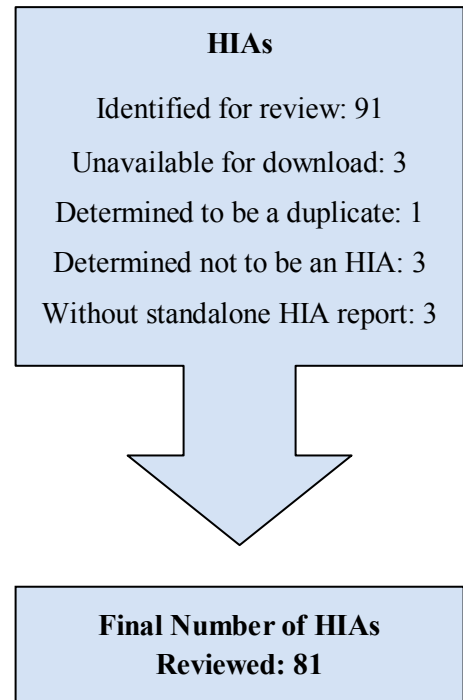 HIAs
Identified for review: 91
Unavailable for download: 3
Determined to be a duplicate: 1
Determined not to be an HIA: 3
Without standalone HIA report: 3
Final Number of HIAs
Reviewed: 81